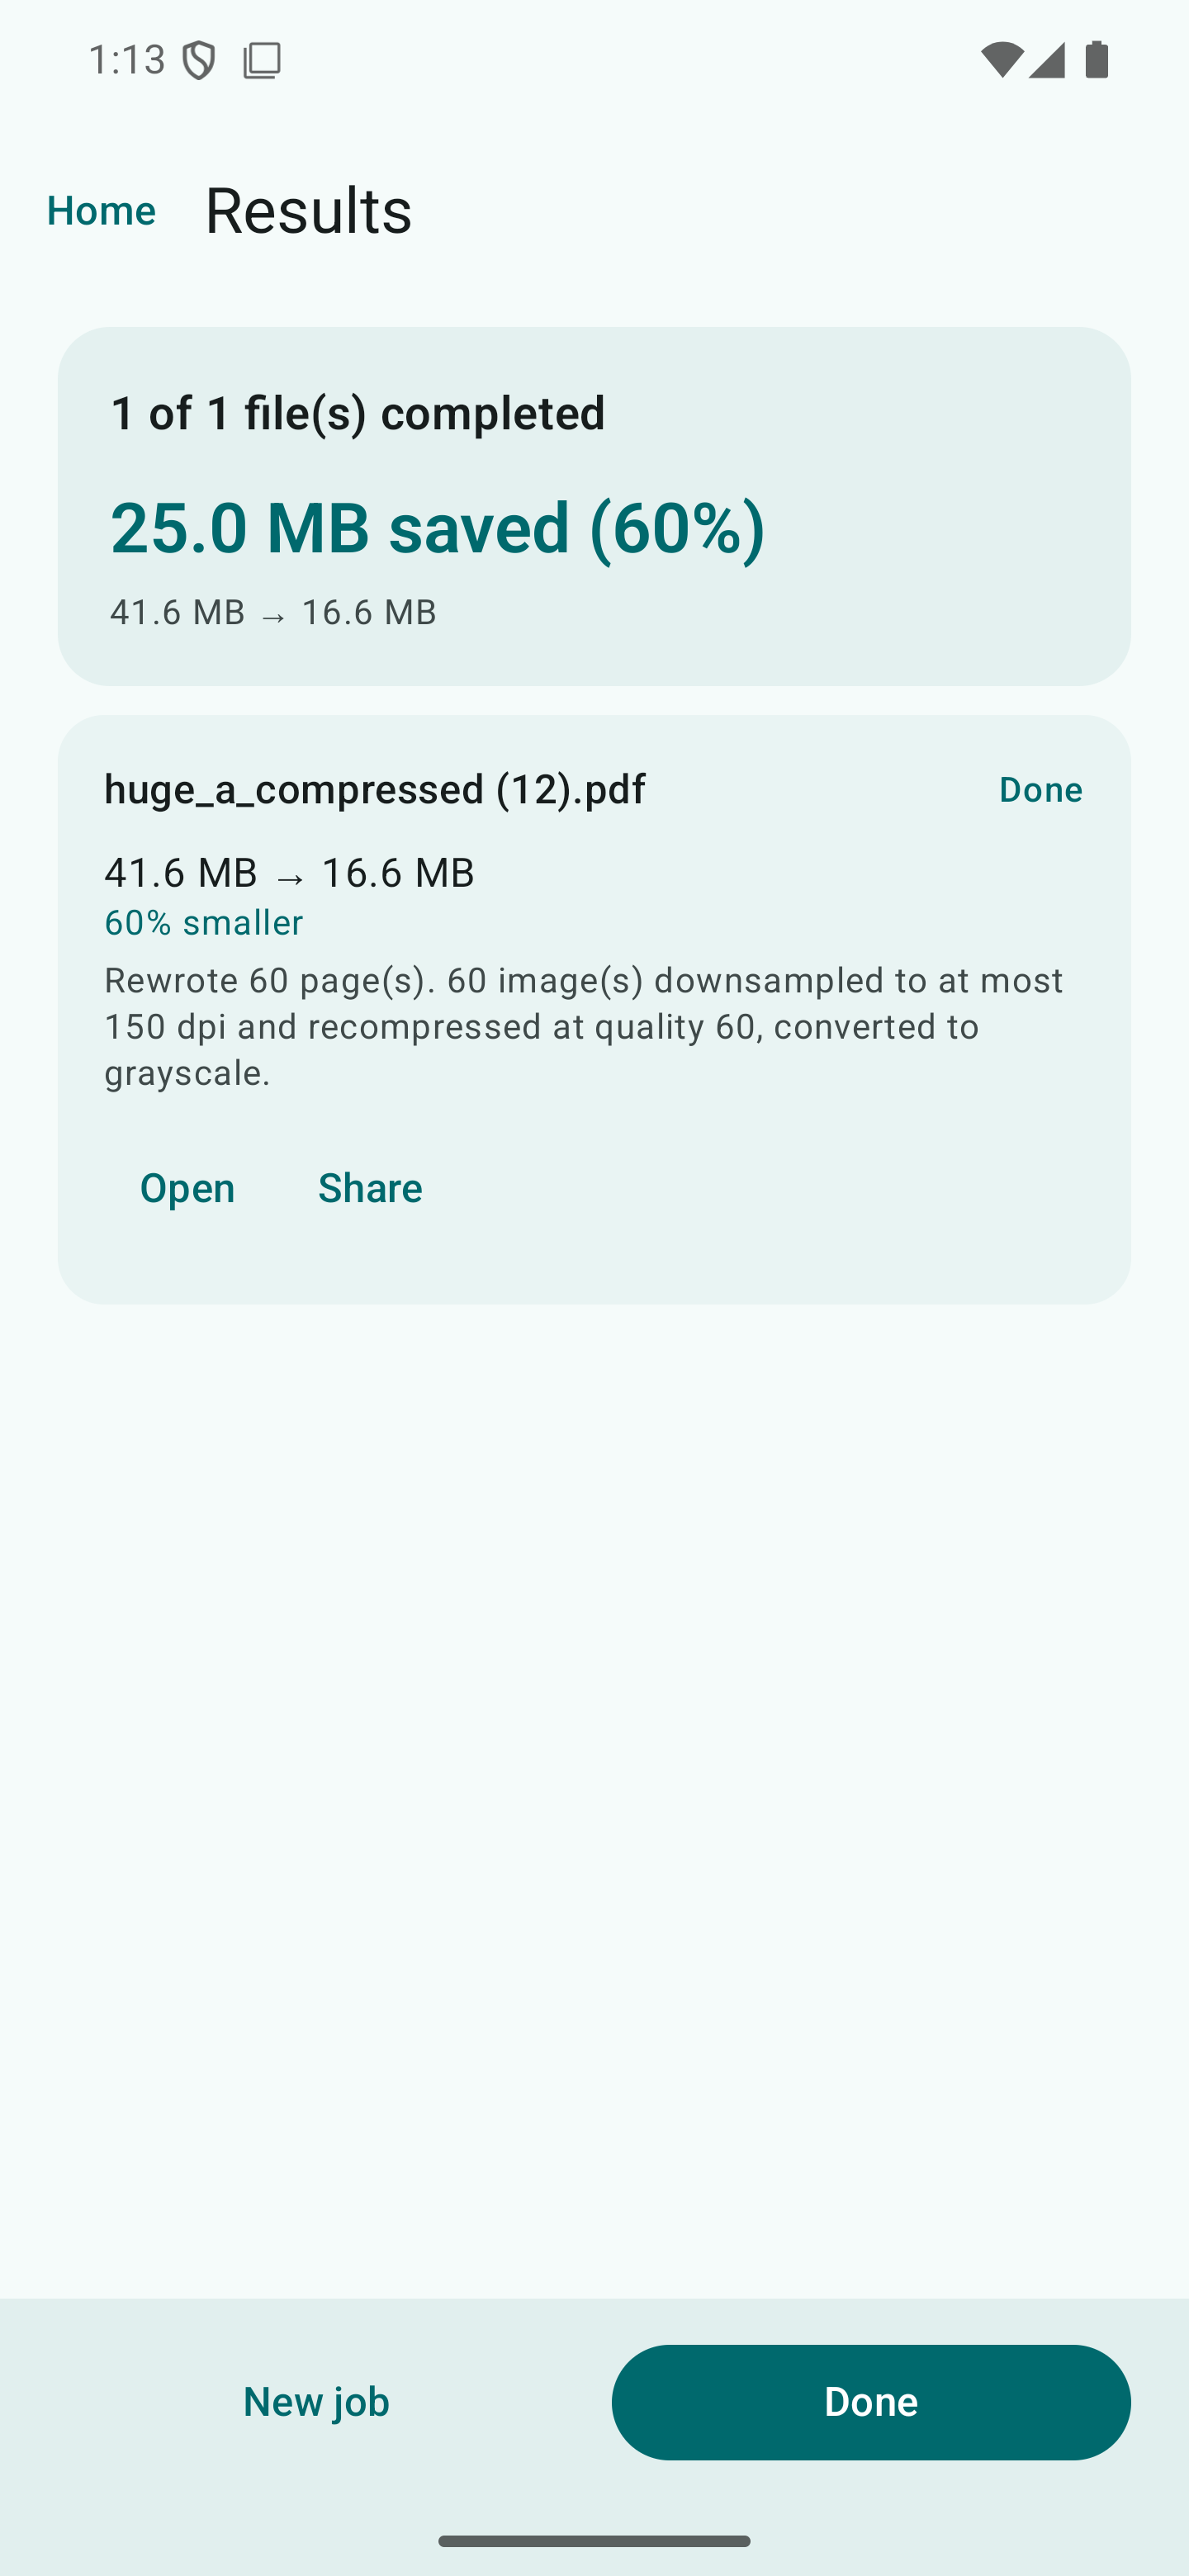 1:13
Home Results
1 of 1 file(s) completed
25.0 MB saved (60%)
41.6 MB → 16.6 MB
huge_a_compressed (12).pdf Done
41.6 MB → 16.6 MB
60% smaller
Rewrote 60 page(s). 60 image(s) downsampled to at most
150 dpi and recompressed at quality 60, converted to
grayscale.
Open Share
New job Done